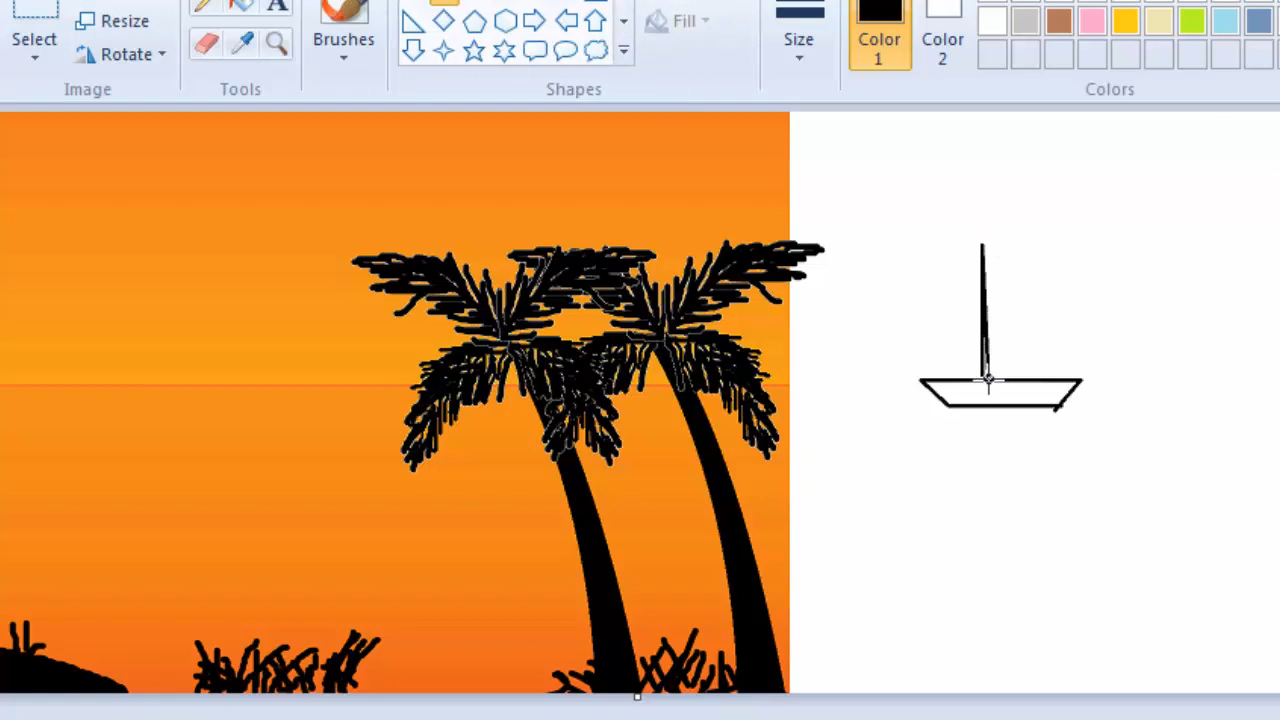 Resize
Select
Rotate
Image
A
Tools
Brushes
Fill
Shapes
Size
Color
1
Color
2
Colors